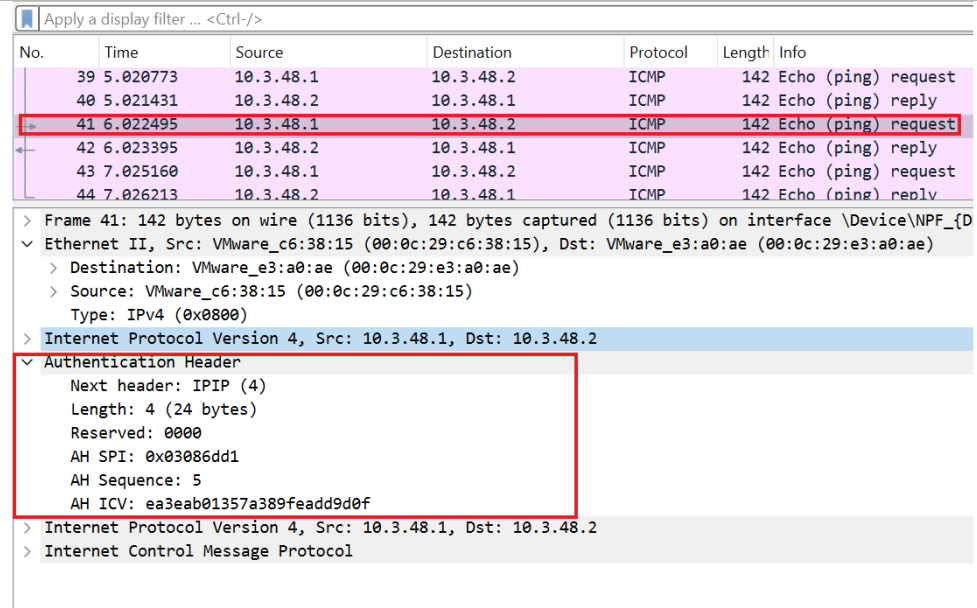 Apply a display filter ... <Ctrl-/>
No. Time Source Destination Protocol Length Info
39 5.020773 10.3.48.1 10.3.48.2 ICMP 142 Echo (ping) request
40 5.021431 10.3.48.2 10.3.48.1 ICMP 142 Echo (ping) reply
41 6.022495 10.3.48.1 10.3.48.2 ICMP 142 Echo (ping) request
42 6.023395 10.3.48.2 10.3.48.1 ICMP 142 Echo (ping) reply
43 7.025160 10.3.48.1 10.3.48.2 ICMP 142 Echo (ping) request
44 7.026213 10.3.48.2 10.3.48.1 ICMP 142 Echo (ping) reply
Frame 41: 142 bytes on wire (1136 bits), 142 bytes captured (1136 bits) on interface \Device\NPF_{D
Ethernet II, Src: VMware_c6:38:15 (00:0c:29:c6:38:15), Dst: VMware_e3:a0:ae (00:0c:29:e3:a0:ae)
Destination: VMware_e3:a0:ae (00:0c:29:e3:a0:ae)
Source: VMware_c6:38:15 (00:0c:29:c6:38:15)
Type: IPv4 (0x0800)
Internet Protocol Version 4, Src: 10.3.48.1, Dst: 10.3.48.2
Authentication Header
Next header: IPIP (4)
Length: 4 (24 bytes)
Reserved: 0000
AH SPI: 0x03086dd1
AH Sequence: 5
AH ICV: ea3eab01357a389feadd9d0f
Internet Protocol Version 4, Src: 10.3.48.1, Dst: 10.3.48.2
Internet Control Message Protocol